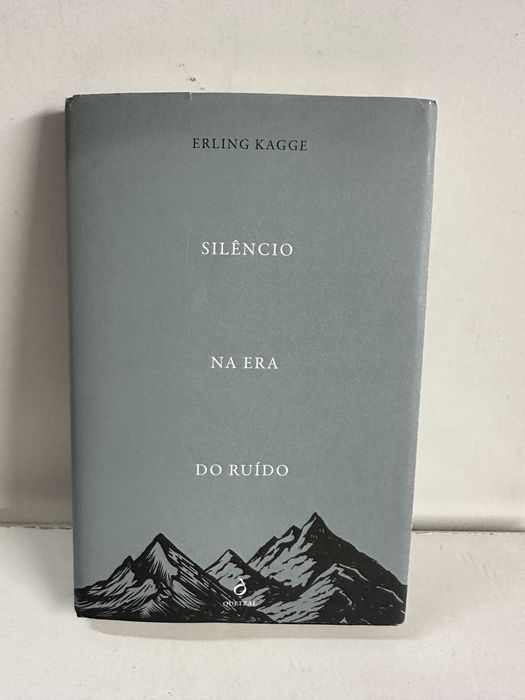 ERLING KAGGE
SILÊNCIO
NA ERA
DO RUÍDO
QUETZAL